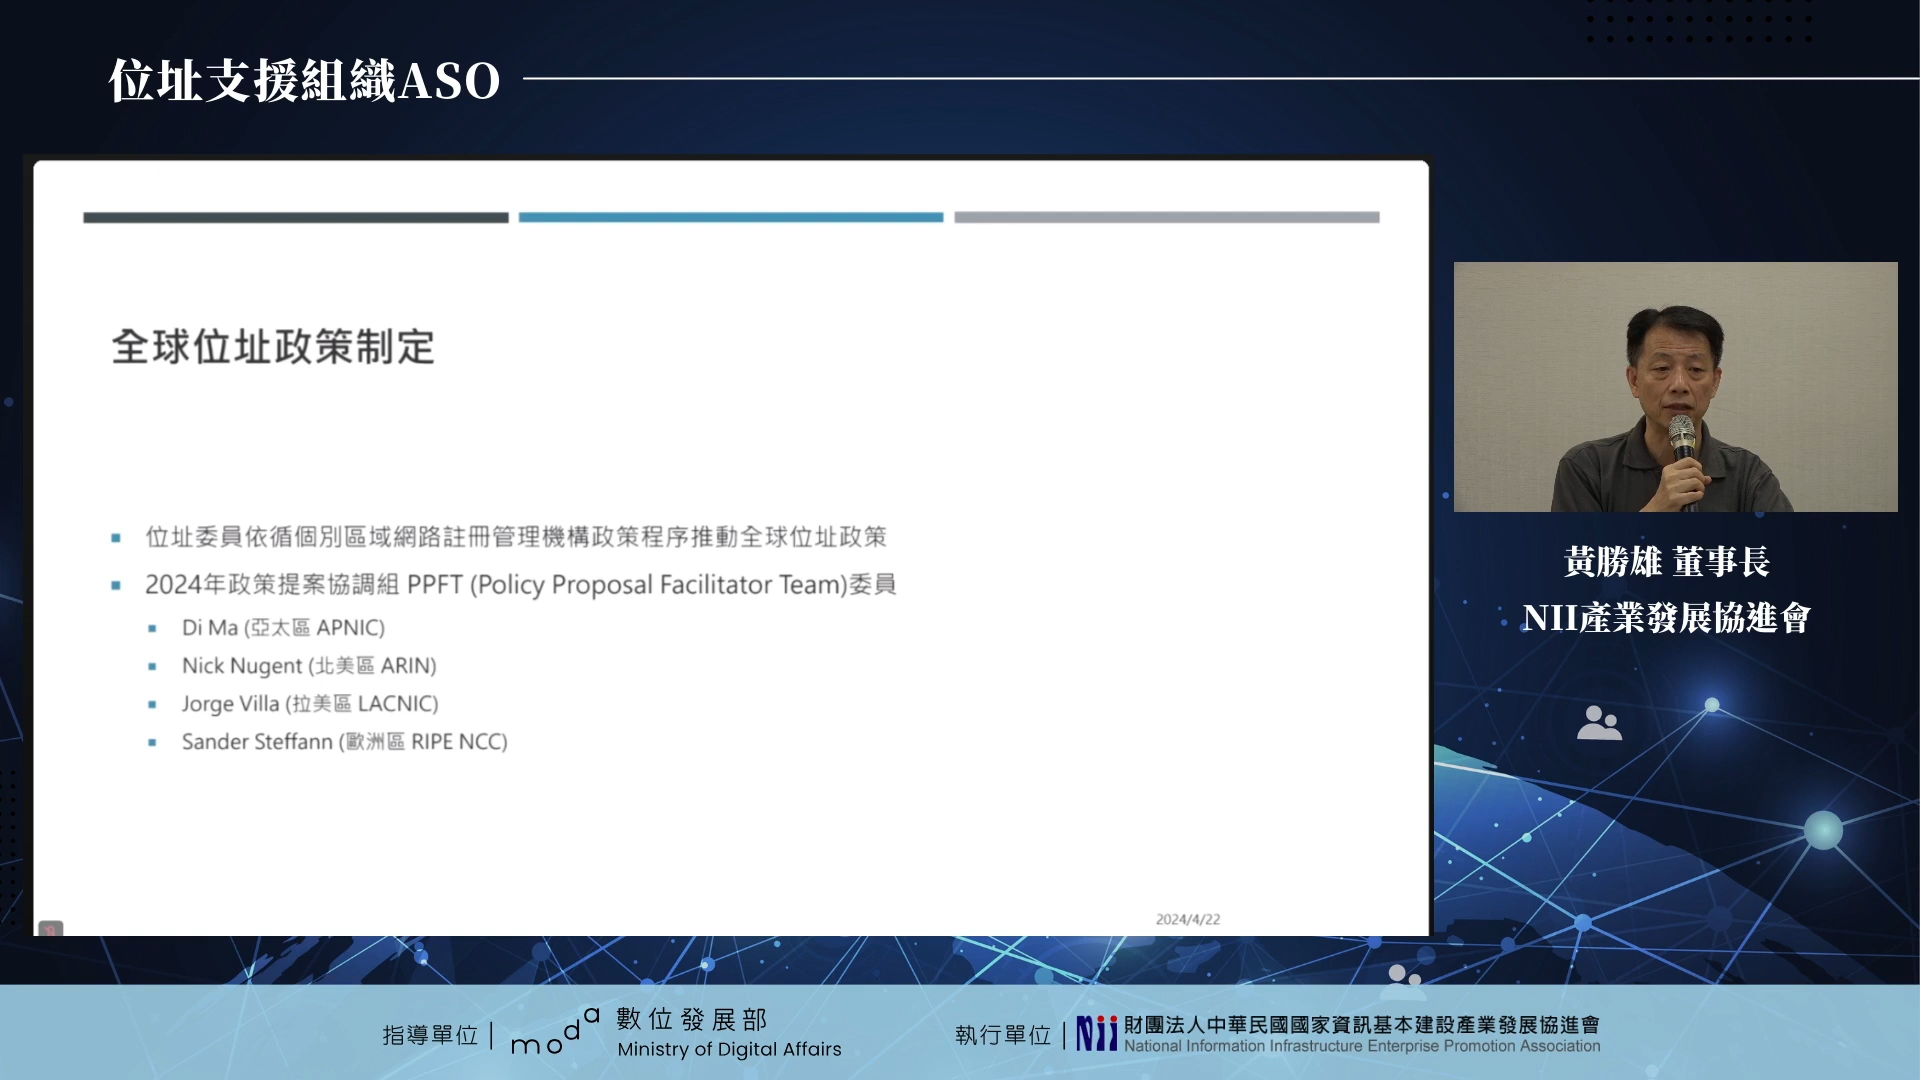 位址支援組織ASO
全球位址政策制定
位址委員依循個別區域網路註冊管理機構政策程序推動全球位址政策
2024年政策提案協調組 PPFT (Policy Proposal Facilitator Team)委員
Di Ma (亞太區 APNIC)
Nick Nugent (北美區 ARIN)
Jorge Villa (拉美區 LACNIC)
Sander Steffann (歐洲區 RIPE NCC)
2024/4/22
黃勝雄 董事長
NII產業發展協進會
指導單位
moda
數位發展部
Ministry of Digital Affairs
執行單位
Nii
財團法人中華民國國家資訊基本建設產業發展協進會
National Information Infrastructure Enterprise Promotion Association